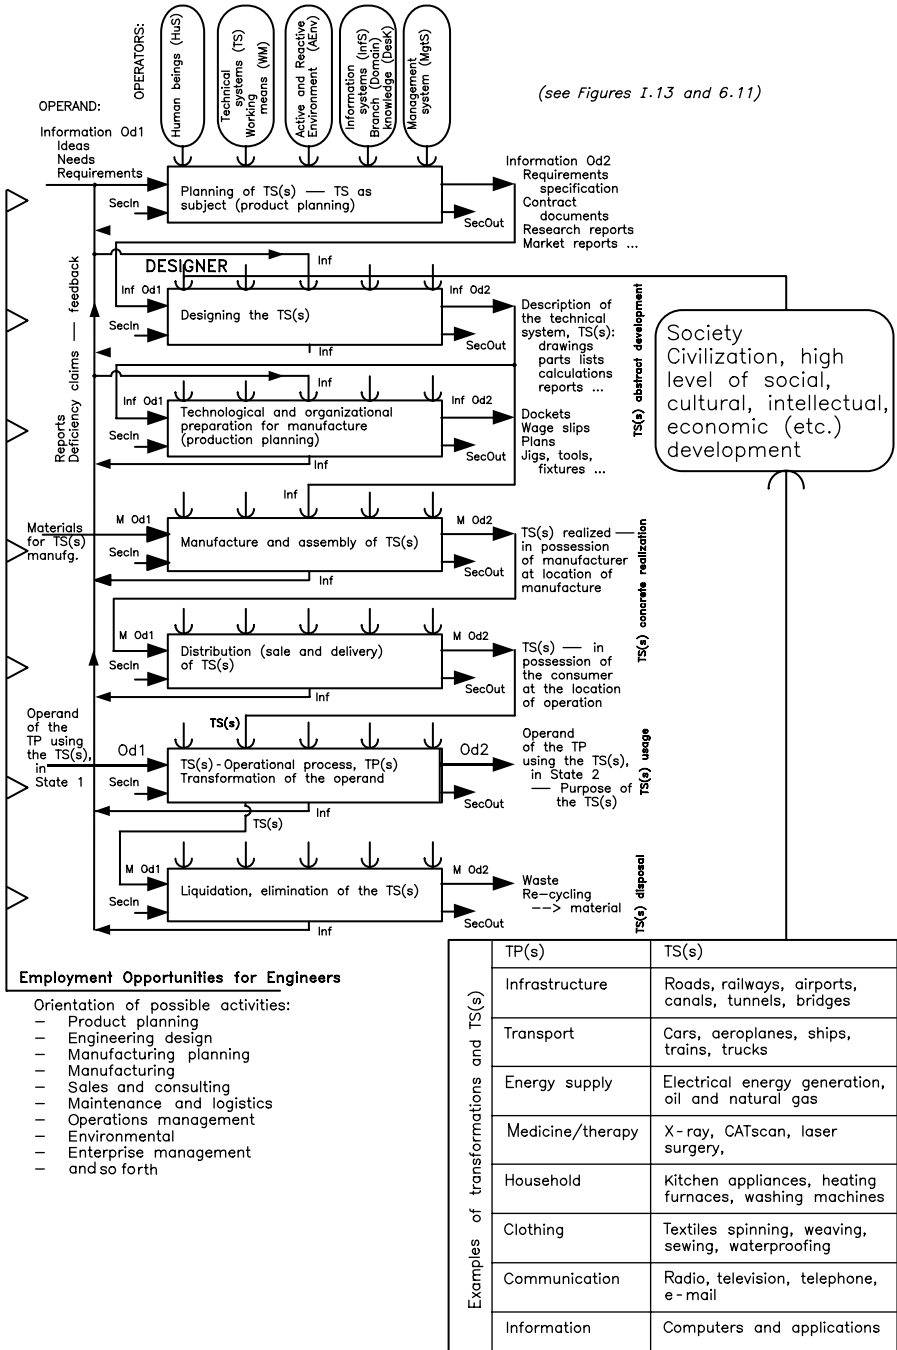 OPERATORS:
Human beings (HuS)
Technical
systems (TS)
Working
means (WM)
Active and Reactive
Environment (AEnv)
Information
systems (InfS)
Branch (Domain)
knowledge (DesK)
Management
system (MgtS)
(see Figures I.13 and 6.11)
OPERAND:
Information Od1
Ideas
Needs
Requirements
SecIn
Planning of TS(s) — TS as
subject (product planning)
SecOut
Information Od2
Requirements
specification
Contract
documents
Research reports
Market reports ...
Inf
DESIGNER
Inf Od1
SecIn
Designing the TS(s)
Inf Od2
SecOut
Inf
Description of
the technical
system, TS(s):
drawings
parts lists
calculations
reports ...
TS(s) abstract development
Society
Civilization, high
level of social,
cultural, intellectual,
economic (etc.)
development
Reports
Deficiency claims — feedback
Inf
Inf Od1
SecIn
Technological and organizational
preparation for manufacture
(production planning)
Inf Od2
SecOut
Inf
Dockets
Wage slips
Plans
Jigs, tools,
fixtures ...
Inf
Materials
for TS(s)
manufg.
M Od1
SecIn
Manufacture and assembly of TS(s)
M Od2
SecOut
Inf
TS(s) realized —
in possession
of manufacturer
at location of
manufacture
TS(s) concrete realization
M Od1
SecIn
Distribution (sale and delivery)
of TS(s)
M Od2
SecOut
Inf
TS(s) — in
possession of
the consumer
at the location
of operation
Operand
of the
TP using
the TS(s),
in
State 1
TS(s)
Od1
SecIn
TS(s)-Operational process, TP(s)
Transformation of the operand
Od2
SecOut
Inf
TS(s)
Operand
of the TP
using the TS(s),
in State 2
— Purpose of
the TS(s)
TS(s) usage
M Od1
SecIn
Liquidation, elimination of the TS(s)
M Od2
SecOut
Inf
Waste
Re-cycling
--> material
TS(s) disposal
Employment Opportunities for Engineers
Orientation of possible activities:
– Product planning
– Engineering design
– Manufacturing planning
– Manufacturing
– Sales and consulting
– Maintenance and logistics
– Operations management
– Environmental
– Enterprise management
– and so forth
Examples of transformations and TS(s)
TP(s) TS(s)
Infrastructure Roads, railways, airports,
canals, tunnels, bridges
Transport Cars, aeroplanes, ships,
trains, trucks
Energy supply Electrical energy generation,
oil and natural gas
Medicine/therapy X-ray, CATscan, laser
surgery,
Household Kitchen appliances, heating
furnaces, washing machines
Clothing Textiles spinning, weaving,
sewing, waterproofing
Communication Radio, television, telephone,
e-mail
Information Computers and applications